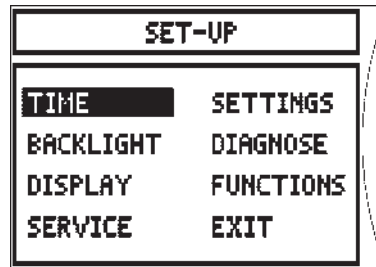 SET-UP
TIME SETTINGS
BACKLIGHT DIAGNOSE
DISPLAY FUNCTIONS
SERVICE EXIT